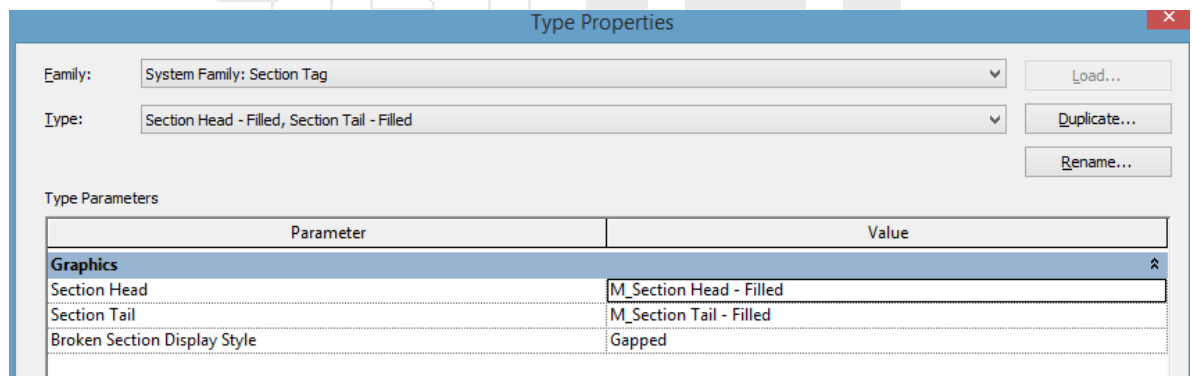 Type Properties
Family: System Family: Section Tag Load...
Type: Section Head - Filled, Section Tail - Filled Duplicate...
Rename...
Type Parameters
Parameter Value
Graphics
Section Head M_Section Head - Filled
Section Tail M_Section Tail - Filled
Broken Section Display Style Gapped